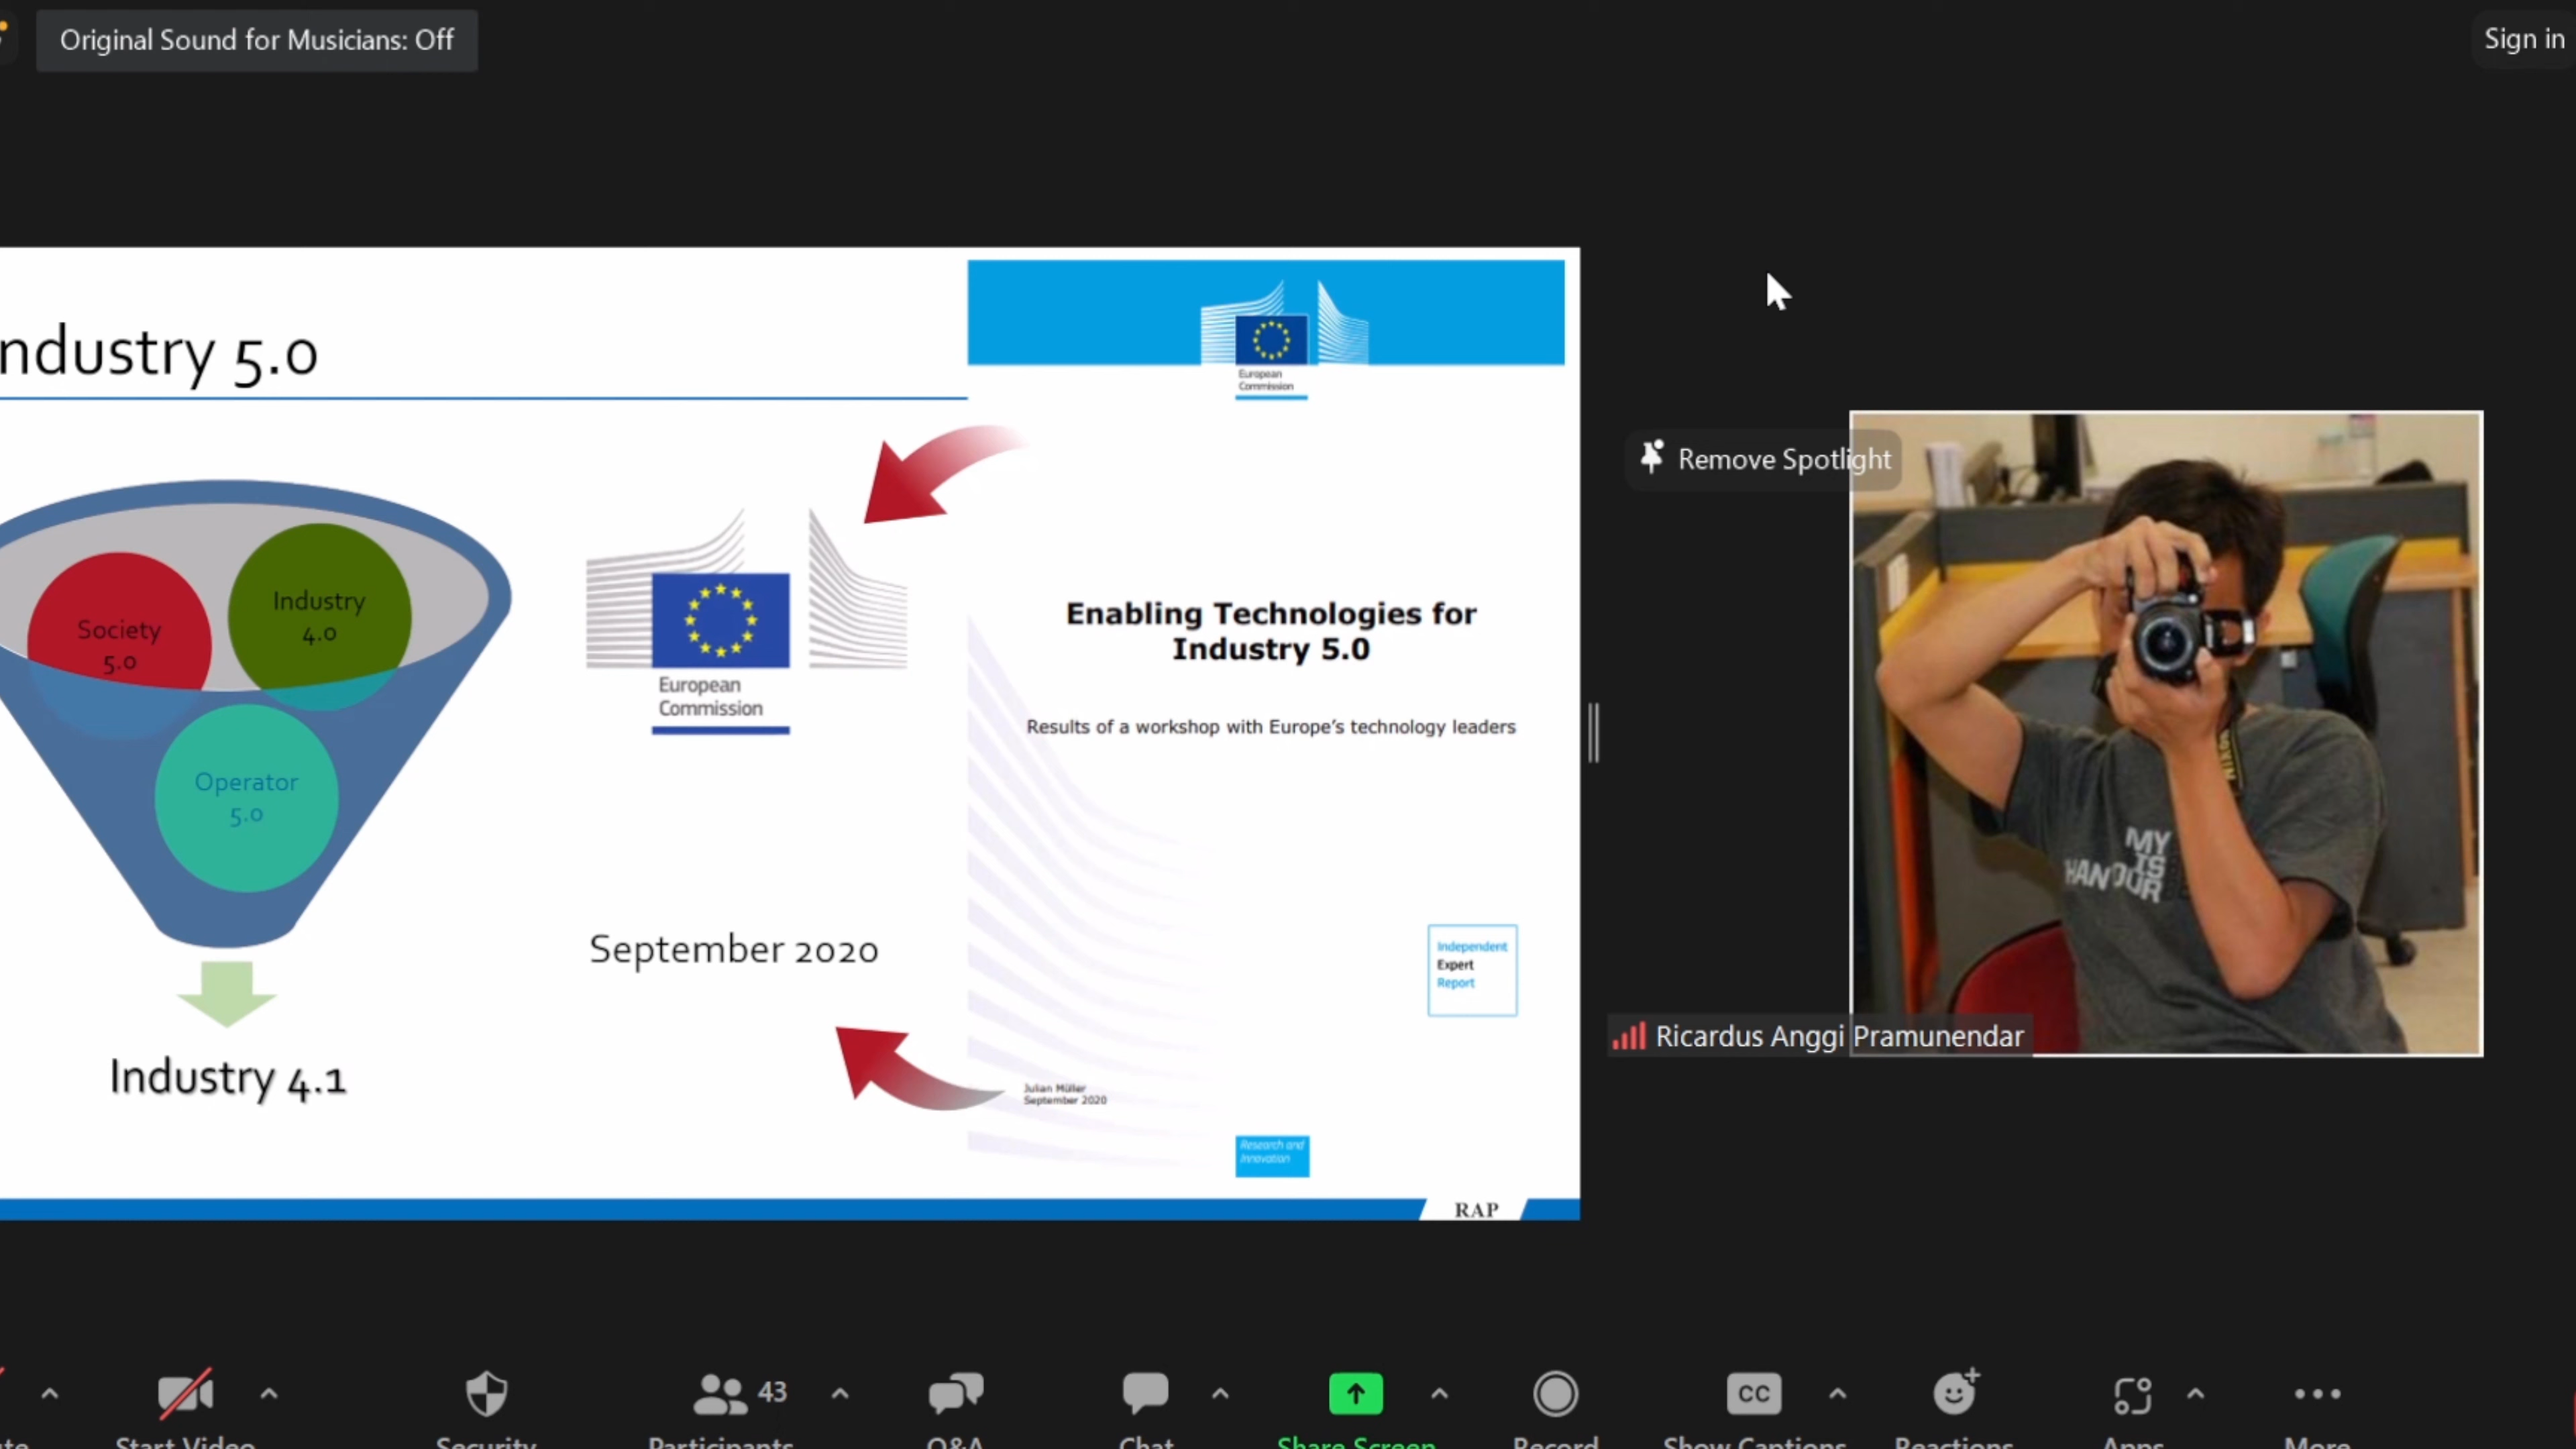 Original Sound for Musicians: Off
Sign in
ndustry 5.0
European
Commission
Society
5.0
Industry
4.0
Operator
5.0
Industry 4.1
European
Commission
September 2020
Enabling Technologies for
Industry 5.0
Results of a workshop with Europe's technology leaders
Independent
Expert
Report
Julian Müller
September 2020
Research and
Innovation
RAP
Remove Spotlight
NIKON
MY
IS
Ricardus Anggi Pramunendar
43
Start Video
Security
Participants
Q&A
Chat
Share Screen
Record
Show Captions
CC
Reactions
Apps
More